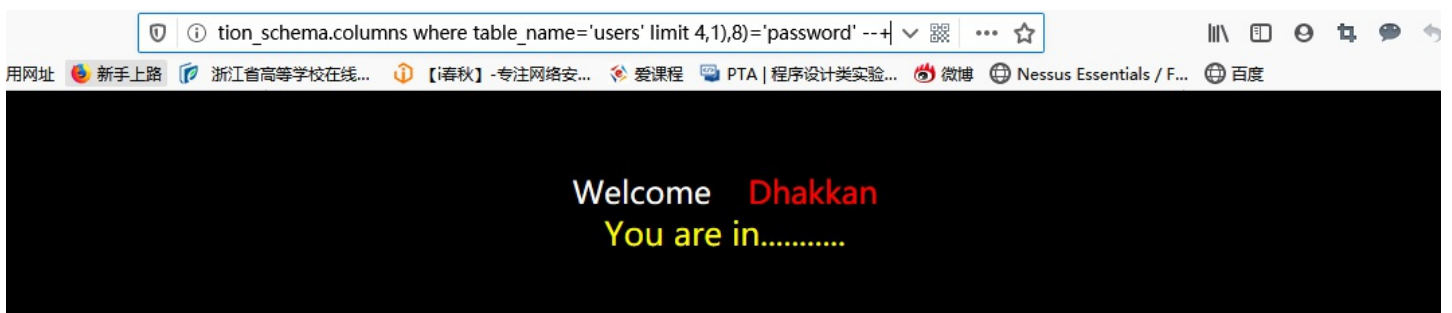 tion_schema.columns where table_name='users' limit 4,1),8)='password' --+
用网址 新手上路 浙江省高等学校在线... 【i春秋】-专注网络安... 爱课程 PTA | 程序设计类实验... 微博 Nessus Essentials / F... 百度
Welcome Dhakkan
You are in...........